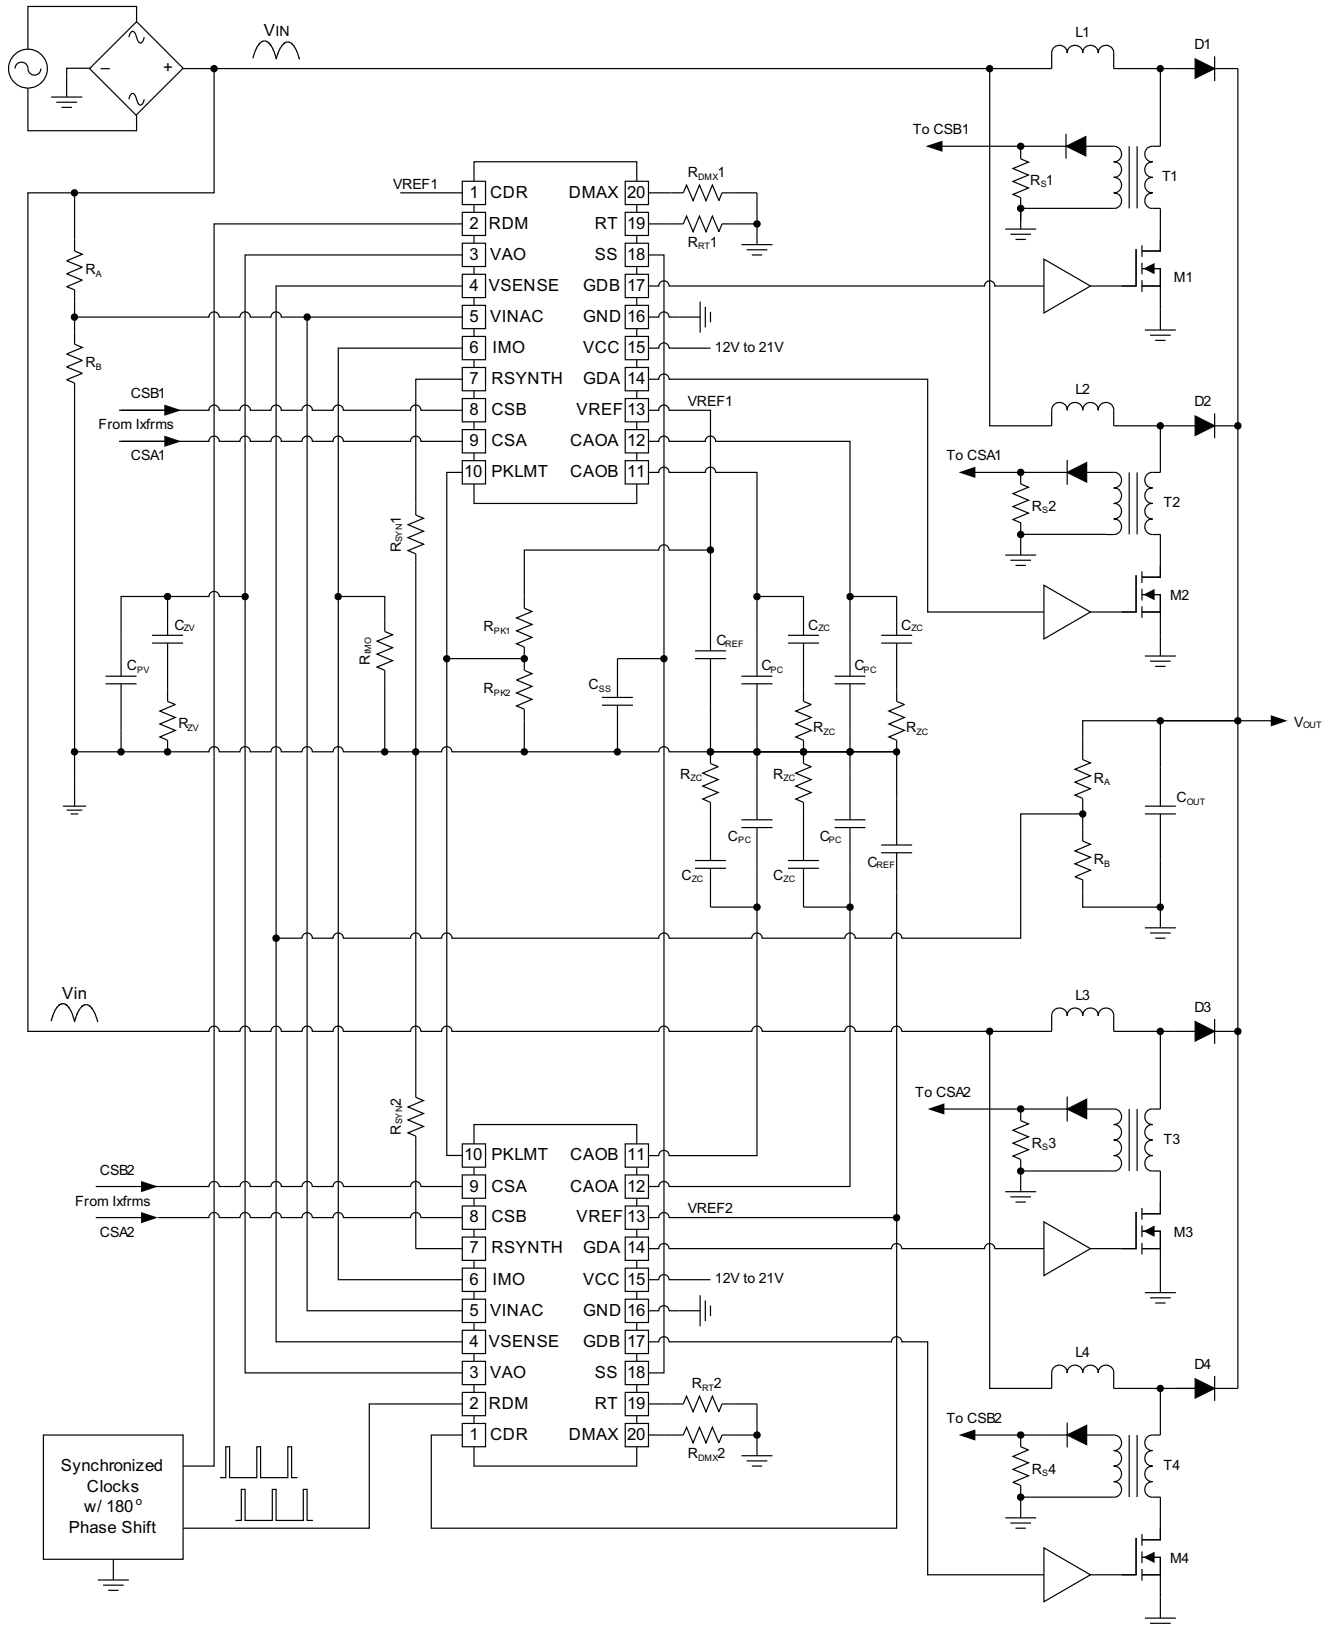 VIN
L1
D1
To CSB1
RS1
T1
M1
VREF1
1 CDR DMAX 20
2 RDM RT 19
3 VAO SS 18
4 VSENSE GDB 17
5 VINAC GND 16
6 IMO VCC 15
7 RSYNTH GDA 14
8 CSB VREF 13
9 CSA CAOA 12
10 PKLMT CAOB 11
RDMX1
RRT1
12V to 21V
VREF1
RA
RB
CSB1
From Ixfrms
CSA1
L2
D2
To CSA1
RS2
T2
M2
RSYN1
CZV
CPV
RZV
RIMO
RPK1
RPK2
CSS
CREF
CPC
CZC
RZC
CPC
CZC
RZC
RZC
CPC
CZC
RZC
CPC
CZC
CREF
VOUT
RA
RB
COUT
Vin
L3
D3
To CSA2
RS3
T3
M3
RSYN2
CSB2
From Ixfrms
CSA2
10 PKLMT CAOB 11
9 CSA CAOA 12
8 CSB VREF 13
7 RSYNTH GDA 14
6 IMO VCC 15
5 VINAC GND 16
4 VSENSE GDB 17
3 VAO SS 18
2 RDM RT 19
1 CDR DMAX 20
VREF2
12V to 21V
RRT2
RDMX2
L4
D4
To CSB2
RS4
T4
M4
Synchronized
Clocks
w/ 180°
Phase Shift